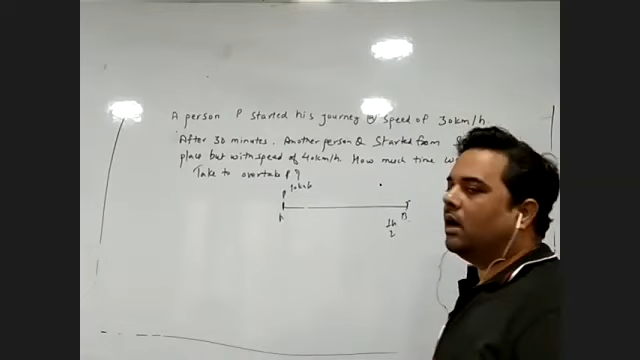 A person P started his journey @ speed of 30km/h.
After 30 minutes. Another person Q started from
place but with speed of 40km/h. How much time
Take to overtake P ?
P
A B
1h
2